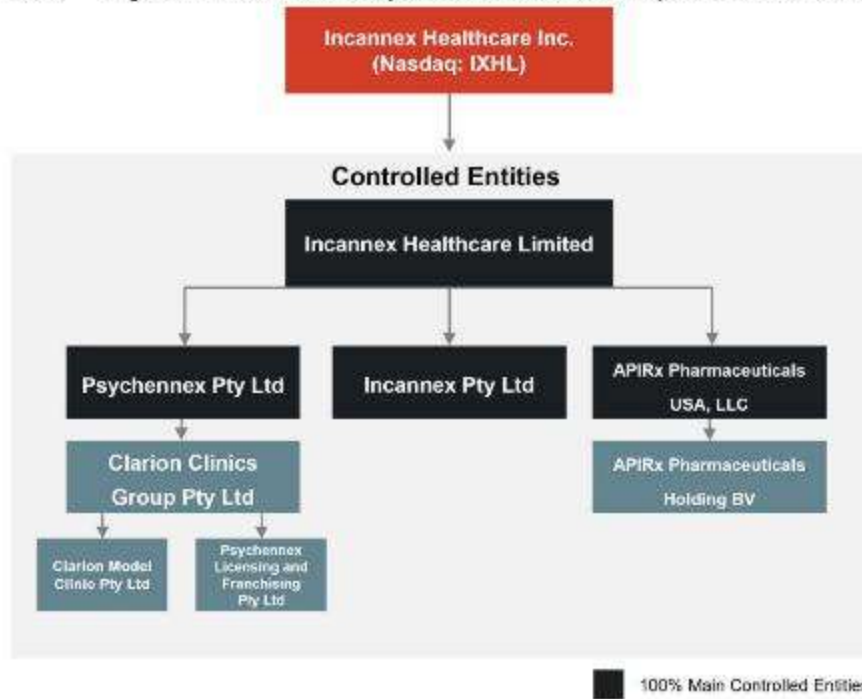 Incannex Healthcare Inc.
(Nasdaq: IXHL)
Controlled Entities
Incannex Healthcare Limited
Psychennex Pty Ltd
Incannex Pty Ltd
APIRx Pharmaceuticals
USA, LLC
Clarion Clinics
Group Pty Ltd
APIRx Pharmaceuticals
Holding BV
Clarion Model
Clinic Pty Ltd
Psychennex
Licensing and
Franchising
Pty Ltd
100% Main Controlled Entities